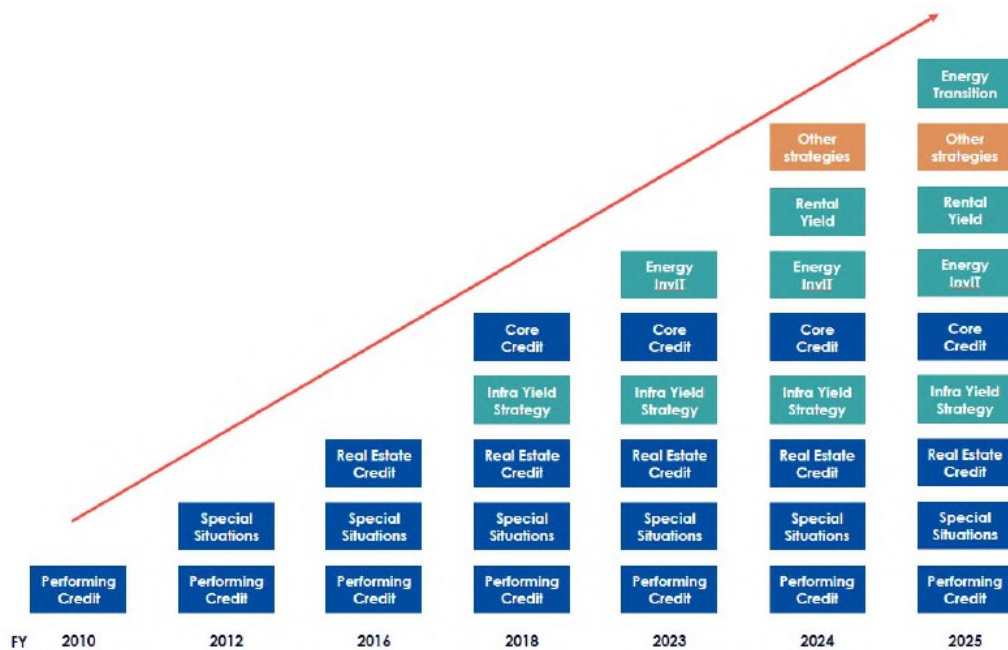 Energy
Transition
Other
strategies
Other
strategies
Rental
Yield
Rental
Yield
Energy
InvIT
Energy
InvIT
Energy
InvIT
Core
Credit
Core
Credit
Core
Credit
Core
Credit
Infra Yield
Strategy
Infra Yield
Strategy
Infra Yield
Strategy
Infra Yield
Strategy
Real Estate
Credit
Real Estate
Credit
Real Estate
Credit
Real Estate
Credit
Real Estate
Credit
Special
Situations
Special
Situations
Special
Situations
Special
Situations
Special
Situations
Special
Situations
Performing
Credit
Performing
Credit
Performing
Credit
Performing
Credit
Performing
Credit
Performing
Credit
Performing
Credit
FY 2010 2012 2016 2018 2023 2024 2025